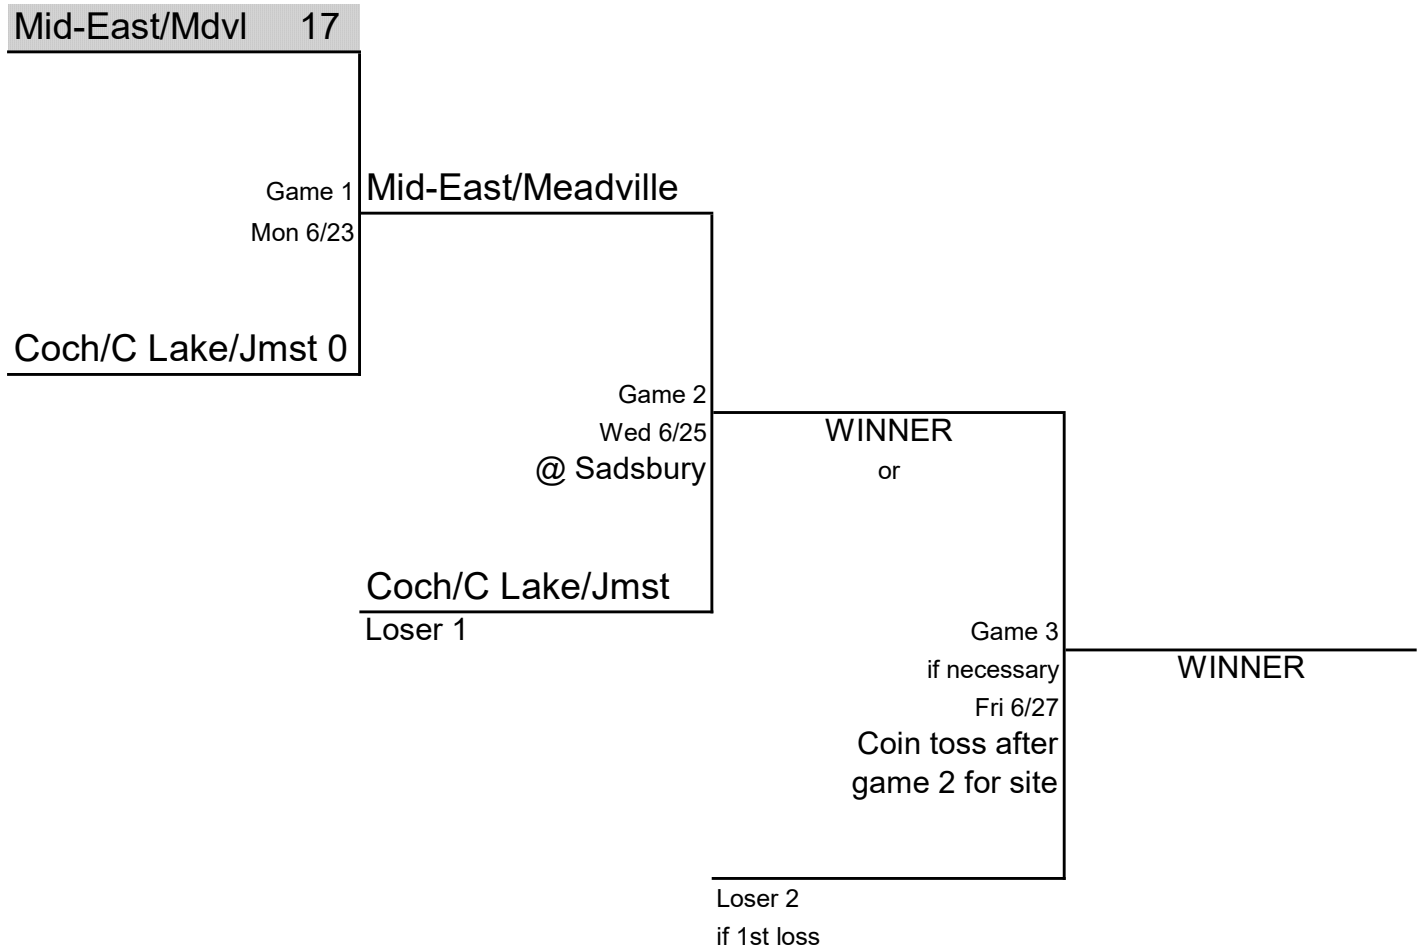 Mid-East/Mdvl 17
Game 1
Mid-East/Meadville
Mon 6/23
Coch/C Lake/Jmst 0
Game 2
Wed 6/25
@ Sadsbury
WINNER
or
Coch/C Lake/Jmst
Loser 1
Game 3
if necessary
Fri 6/27
Coin toss after
game 2 for site
WINNER
Loser 2
if 1st loss